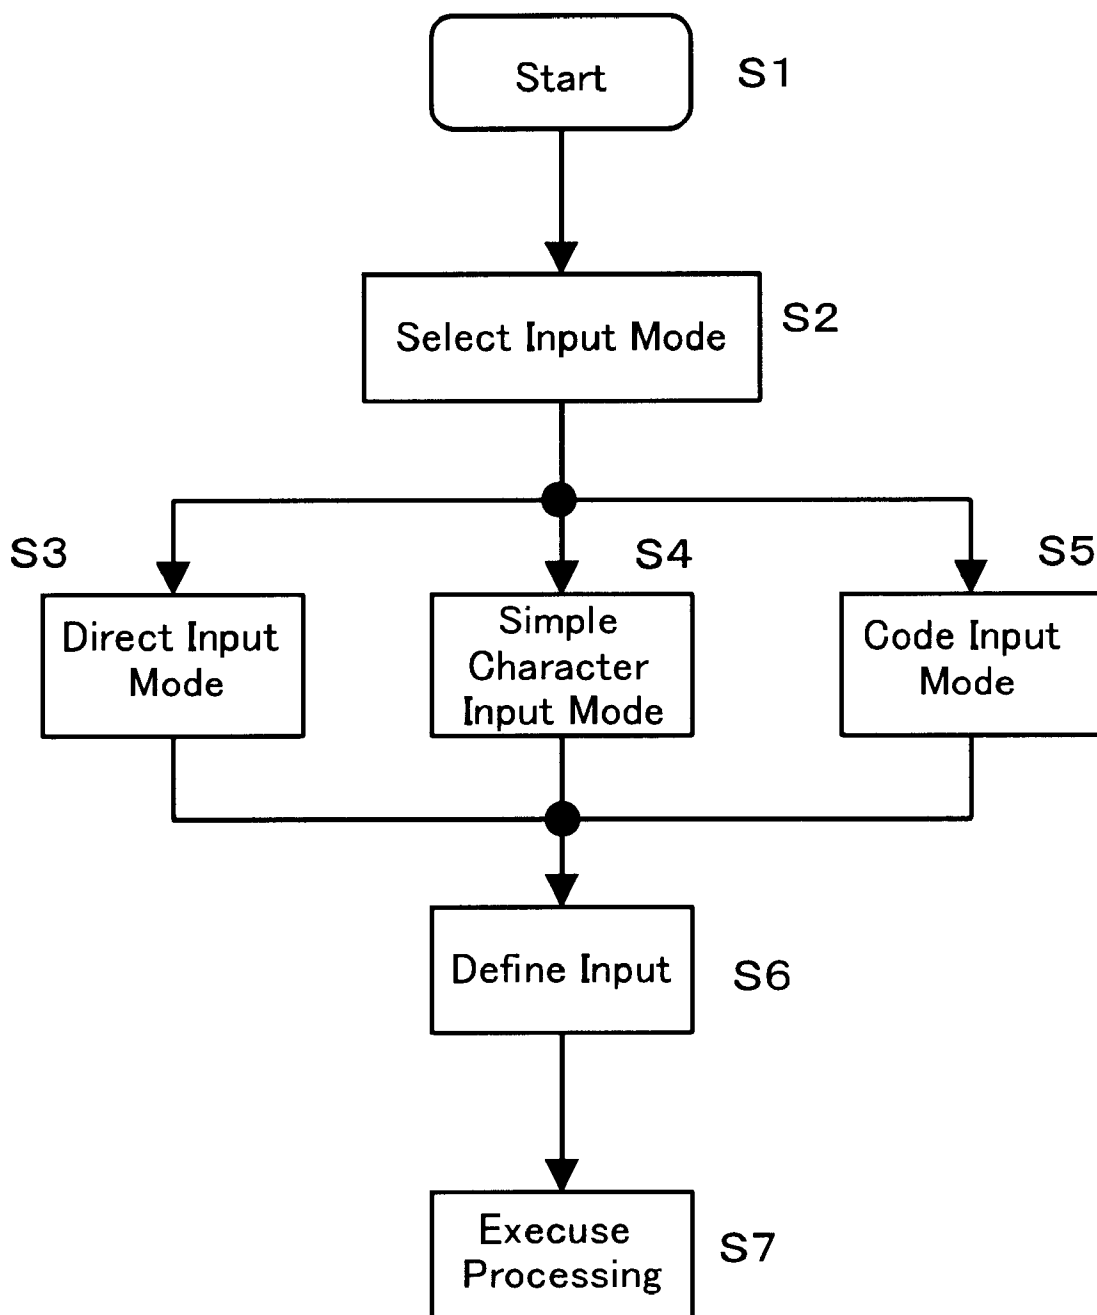 Start
S1
Select Input Mode
S2
S3
S4
S5
Direct Input
Mode
Simple
Character
Input Mode
Code Input
Mode
Define Input
S6
Execuse
Processing
S7